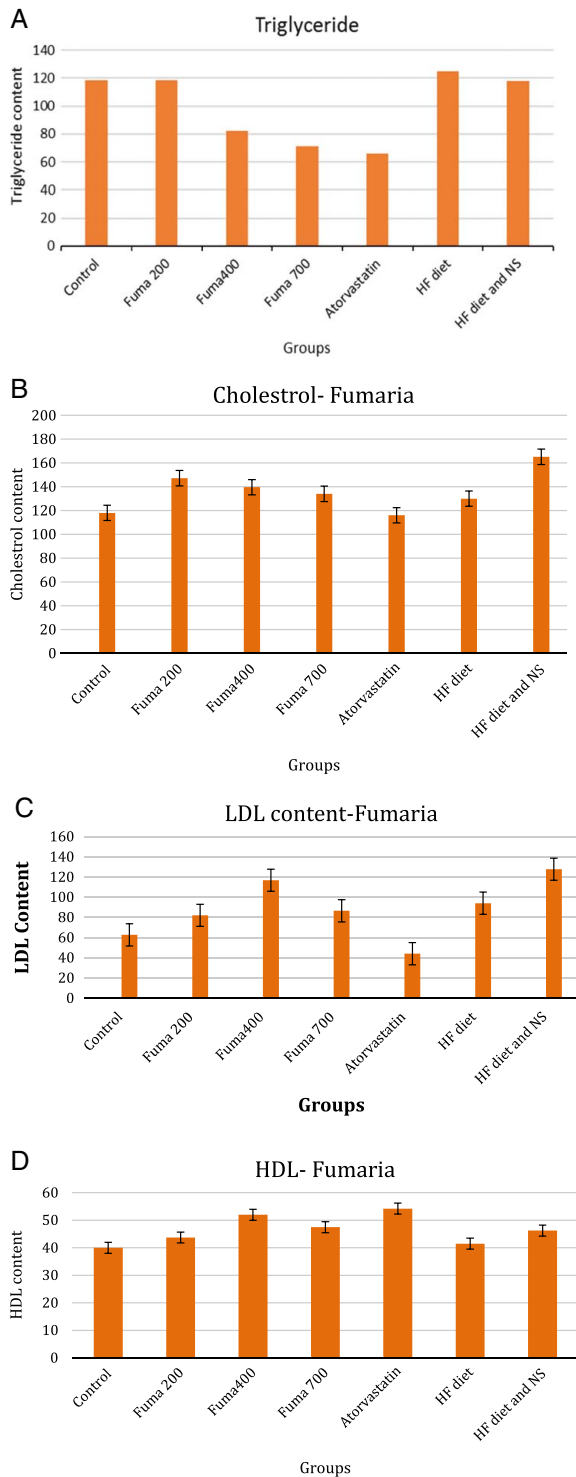 A
Triglyceride
Triglyceride content
140
120
100
80
60
40
20
0
Control
Fuma 200
Fuma400
Fuma 700
Atorvastatin
HF diet
HF diet and NS
Groups
B
Cholestrol- Fumaria
Cholestrol content
200
180
160
140
120
100
80
60
40
20
0
Control
Fuma 200
Fuma400
Fuma 700
Atorvastatin
HF diet
HF diet and NS
Groups
C
LDL content-Fumaria
LDL Content
160
140
120
100
80
60
40
20
0
Control
Fuma 200
Fuma400
Fuma 700
Atorvastatin
HF diet
HF diet and NS
Groups
D
HDL- Fumaria
HDL content
60
50
40
30
20
10
0
Control
Fuma 200
Fuma400
Fuma 700
Atorvastatin
HF diet
HF diet and NS
Groups